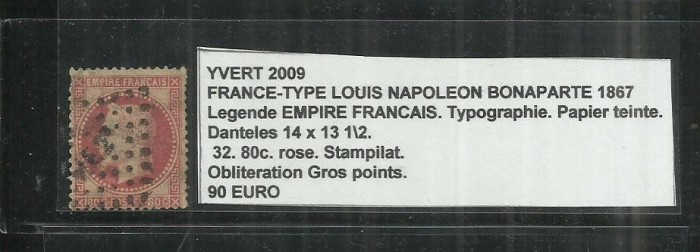 EMPIRE FRANCAIS
YVERT 2009
FRANCE-TYPE LOUIS NAPOLEON BONAPARTE 1867
Legende EMPIRE FRANCAIS. Typographie. Papier teinte.
Danteles 14 x 13 1\2.
32. 80c. rose. Stampilat.
Obliteration Gros points.
90 EURO